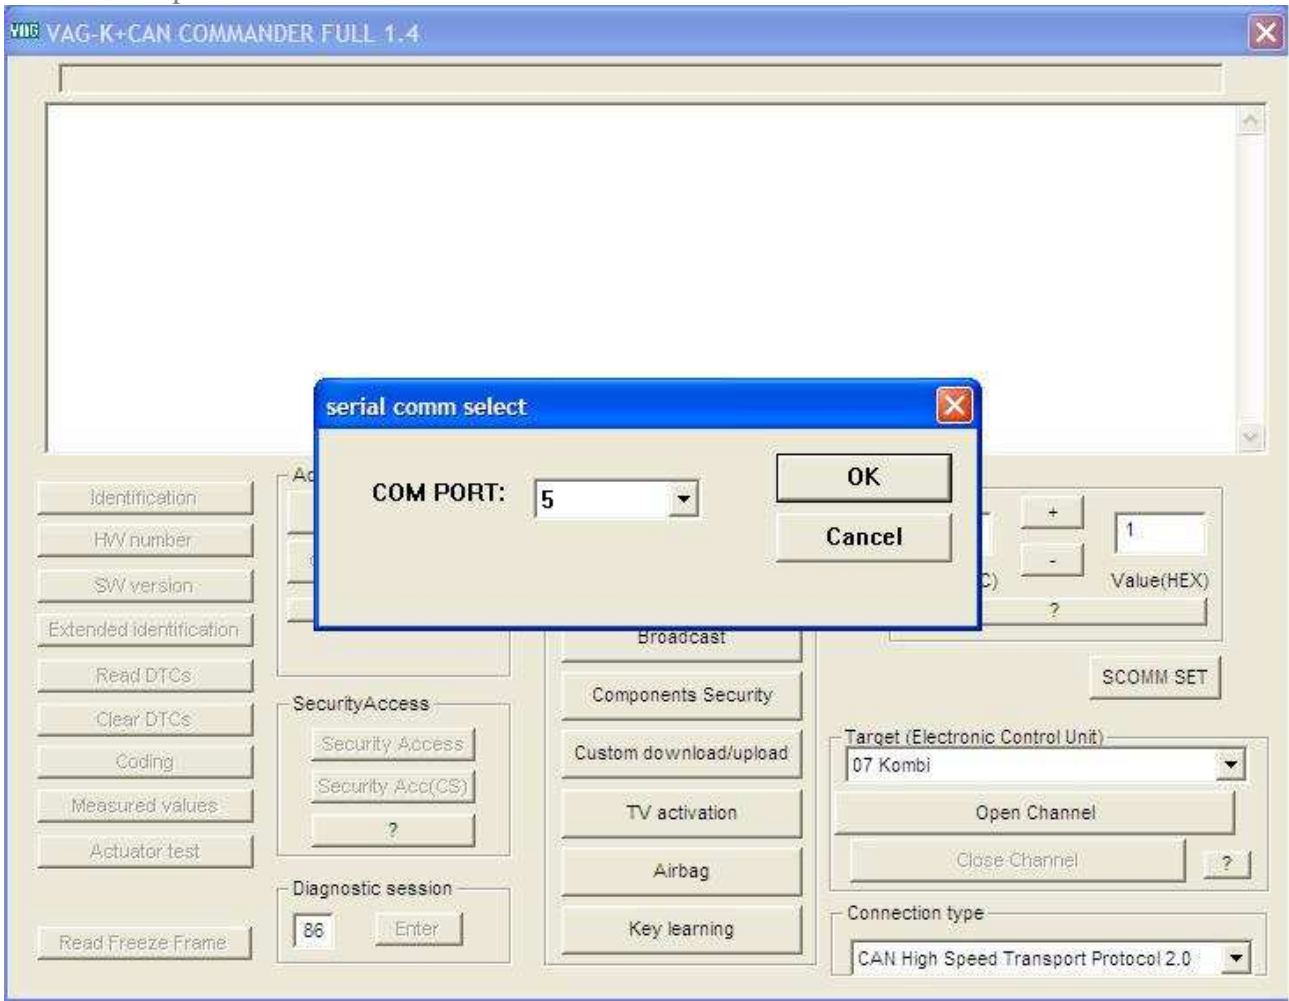 VAG-K+CAN COMMANDER FULL 1.4
serial comm select
COM PORT:
5
OK
Cancel
Identification
HW number
SW version
Extended identification
Read DTCs
Clear DTCs
Coding
Measured values
Actuator test
Read Freeze Frame
SecurityAccess
Security Access
Security Acc(CS)
?
Diagnostic session
86
Enter
Broadcast
Components Security
Custom download/upload
TV activation
Airbag
Key learning
+
-
1
Value(HEX)
?
SCOMM SET
Target (Electronic Control Unit)
07 Kombi
Open Channel
Close Channel
?
Connection type
CAN High Speed Transport Protocol 2.0